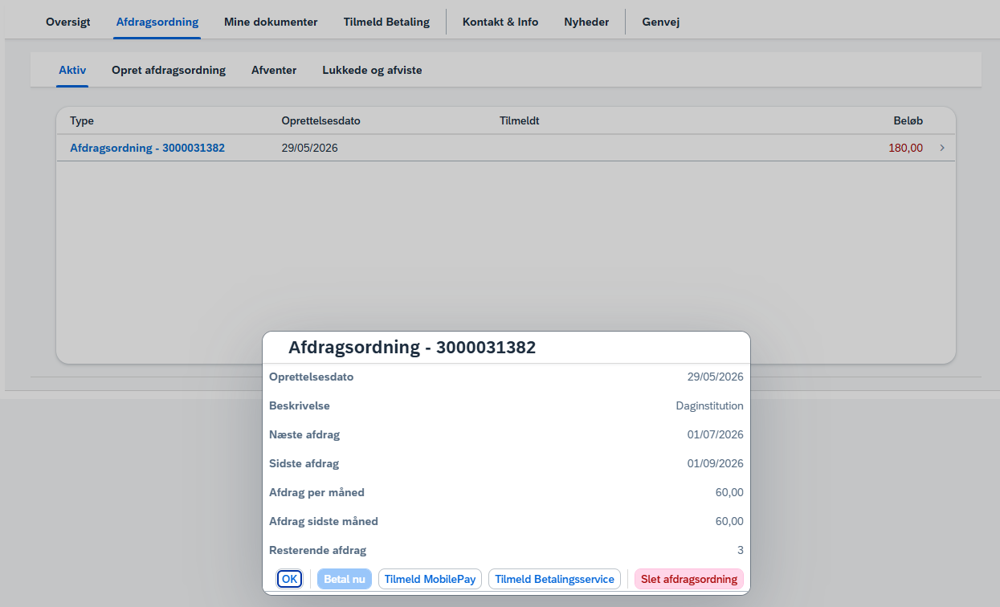 Oversigt Afdragsordning Mine dokumenter Tilmeld Betaling Kontakt & Info Nyheder Genvej
Aktiv Opret afdragsordning Afventer Lukkede og afviste
Type Oprettelsesdato Tilmeldt Beløb
Afdragsordning - 3000031382 29/05/2026 180,00
Afdragsordning - 3000031382
Oprettelsesdato 29/05/2026
Beskrivelse Daginstitution
Næste afdrag 01/07/2026
Sidste afdrag 01/09/2026
Afdrag per måned 60,00
Afdrag sidste måned 60,00
Resterende afdrag 3
OK Betal nu Tilmeld MobilePay Tilmeld Betalingsservice Slet afdragsordning